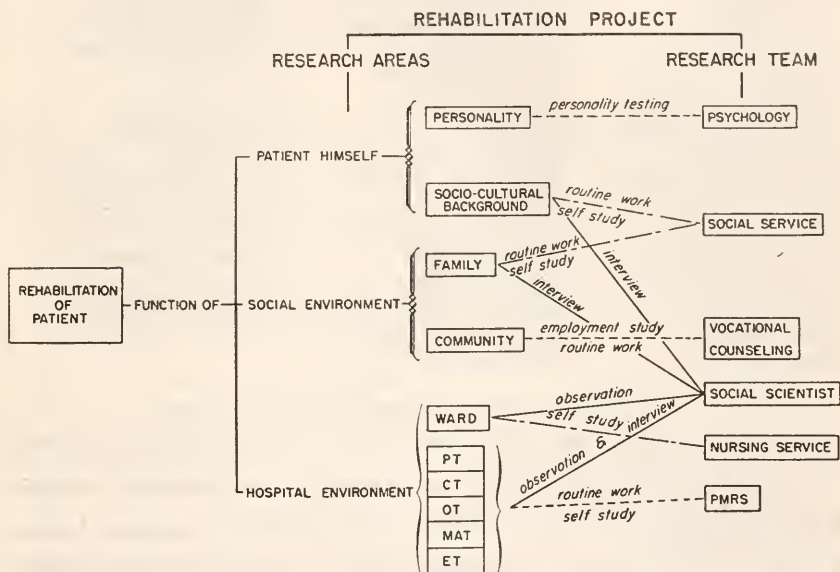 REHABILITATION PROJECT
RESEARCH AREAS
RESEARCH TEAM
PERSONALITY
personality testing
PSYCHOLOGY
PATIENT HIMSELF
SOCIO-CULTURAL
BACKGROUND
routine work
self study
SOCIAL SERVICE
FAMILY
routine work
self study
interview
interview
REHABILITATION
OF
PATIENT
FUNCTION OF
SOCIAL ENVIRONMENT
COMMUNITY
employment study
routine work
VOCATIONAL
COUNSELING
observation
SOCIAL SCIENTIST
WARD
self study
observation & interview
NURSING SERVICE
HOSPITAL ENVIRONMENT
PT
CT
OT
MAT
ET
routine work
self study
PMRS